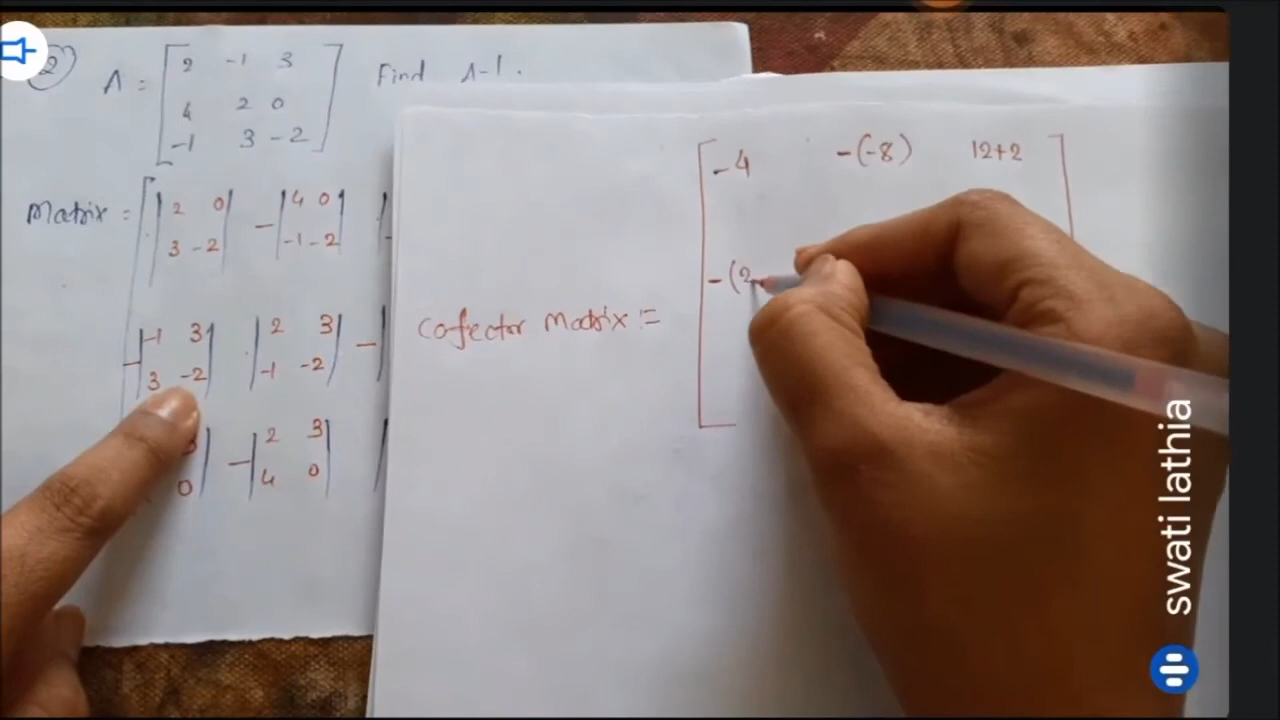 2 A = [ 2 -1 3 Find A-1.
4 2 0
-1 3 -2 ]
Matrix = [ | 2 0 | - | 4 0 |
3 -2 -1 -2
- | -1 3 | | 2 3 | -
3 -2 -1 -2
| - | 2 3 |
0 4 0
-4 -(-8) 12+2
-(2-
Cofector Matrix :=
swati lathia